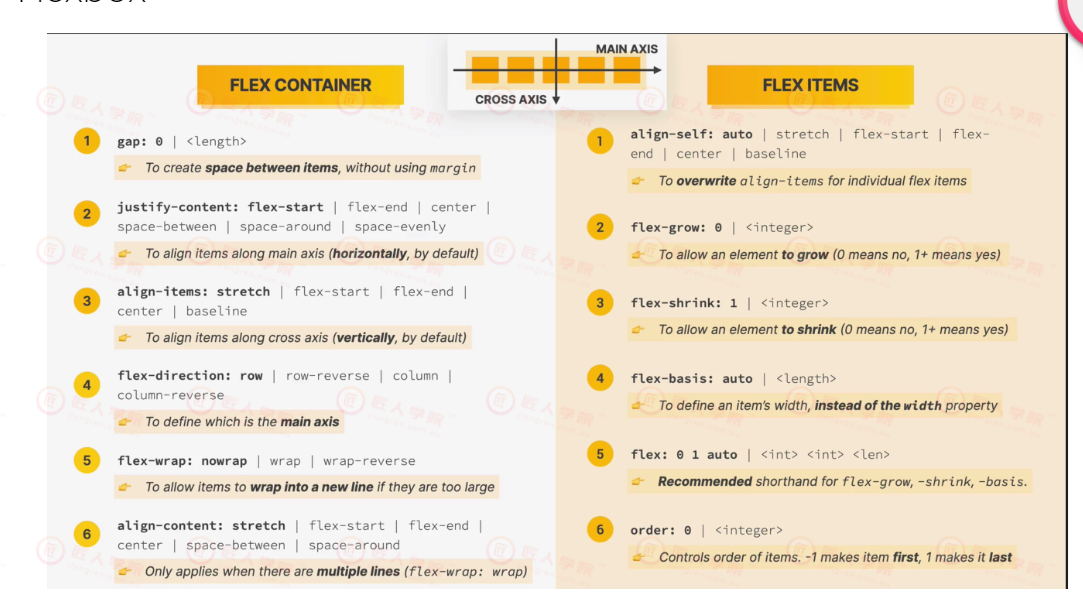 FLEXBOX
MAIN AXIS
CROSS AXIS
FLEX CONTAINER
1
gap: 0 | <length>
👉 To create space between items, without using margin
2
justify-content: flex-start | flex-end | center |
space-between | space-around | space-evenly
👉 To align items along main axis (horizontally, by default)
3
align-items: stretch | flex-start | flex-end |
center | baseline
👉 To align items along cross axis (vertically, by default)
4
flex-direction: row | row-reverse | column |
column-reverse
👉 To define which is the main axis
5
flex-wrap: nowrap | wrap | wrap-reverse
👉 To allow items to wrap into a new line if they are too large
6
align-content: stretch | flex-start | flex-end |
center | space-between | space-around
👉 Only applies when there are multiple lines (flex-wrap: wrap)
FLEX ITEMS
1
align-self: auto | stretch | flex-start | flex-
end | center | baseline
👉 To overwrite align-items for individual flex items
2
flex-grow: 0 | <integer>
👉 To allow an element to grow (0 means no, 1+ means yes)
3
flex-shrink: 1 | <integer>
👉 To allow an element to shrink (0 means no, 1+ means yes)
4
flex-basis: auto | <length>
👉 To define an item's width, instead of the width property
5
flex: 0 1 auto | <int> <int> <len>
👉 Recommended shorthand for flex-grow, -shrink, -basis.
6
order: 0 | <integer>
👉 Controls order of items. -1 makes item first, 1 makes it last
匠人学院